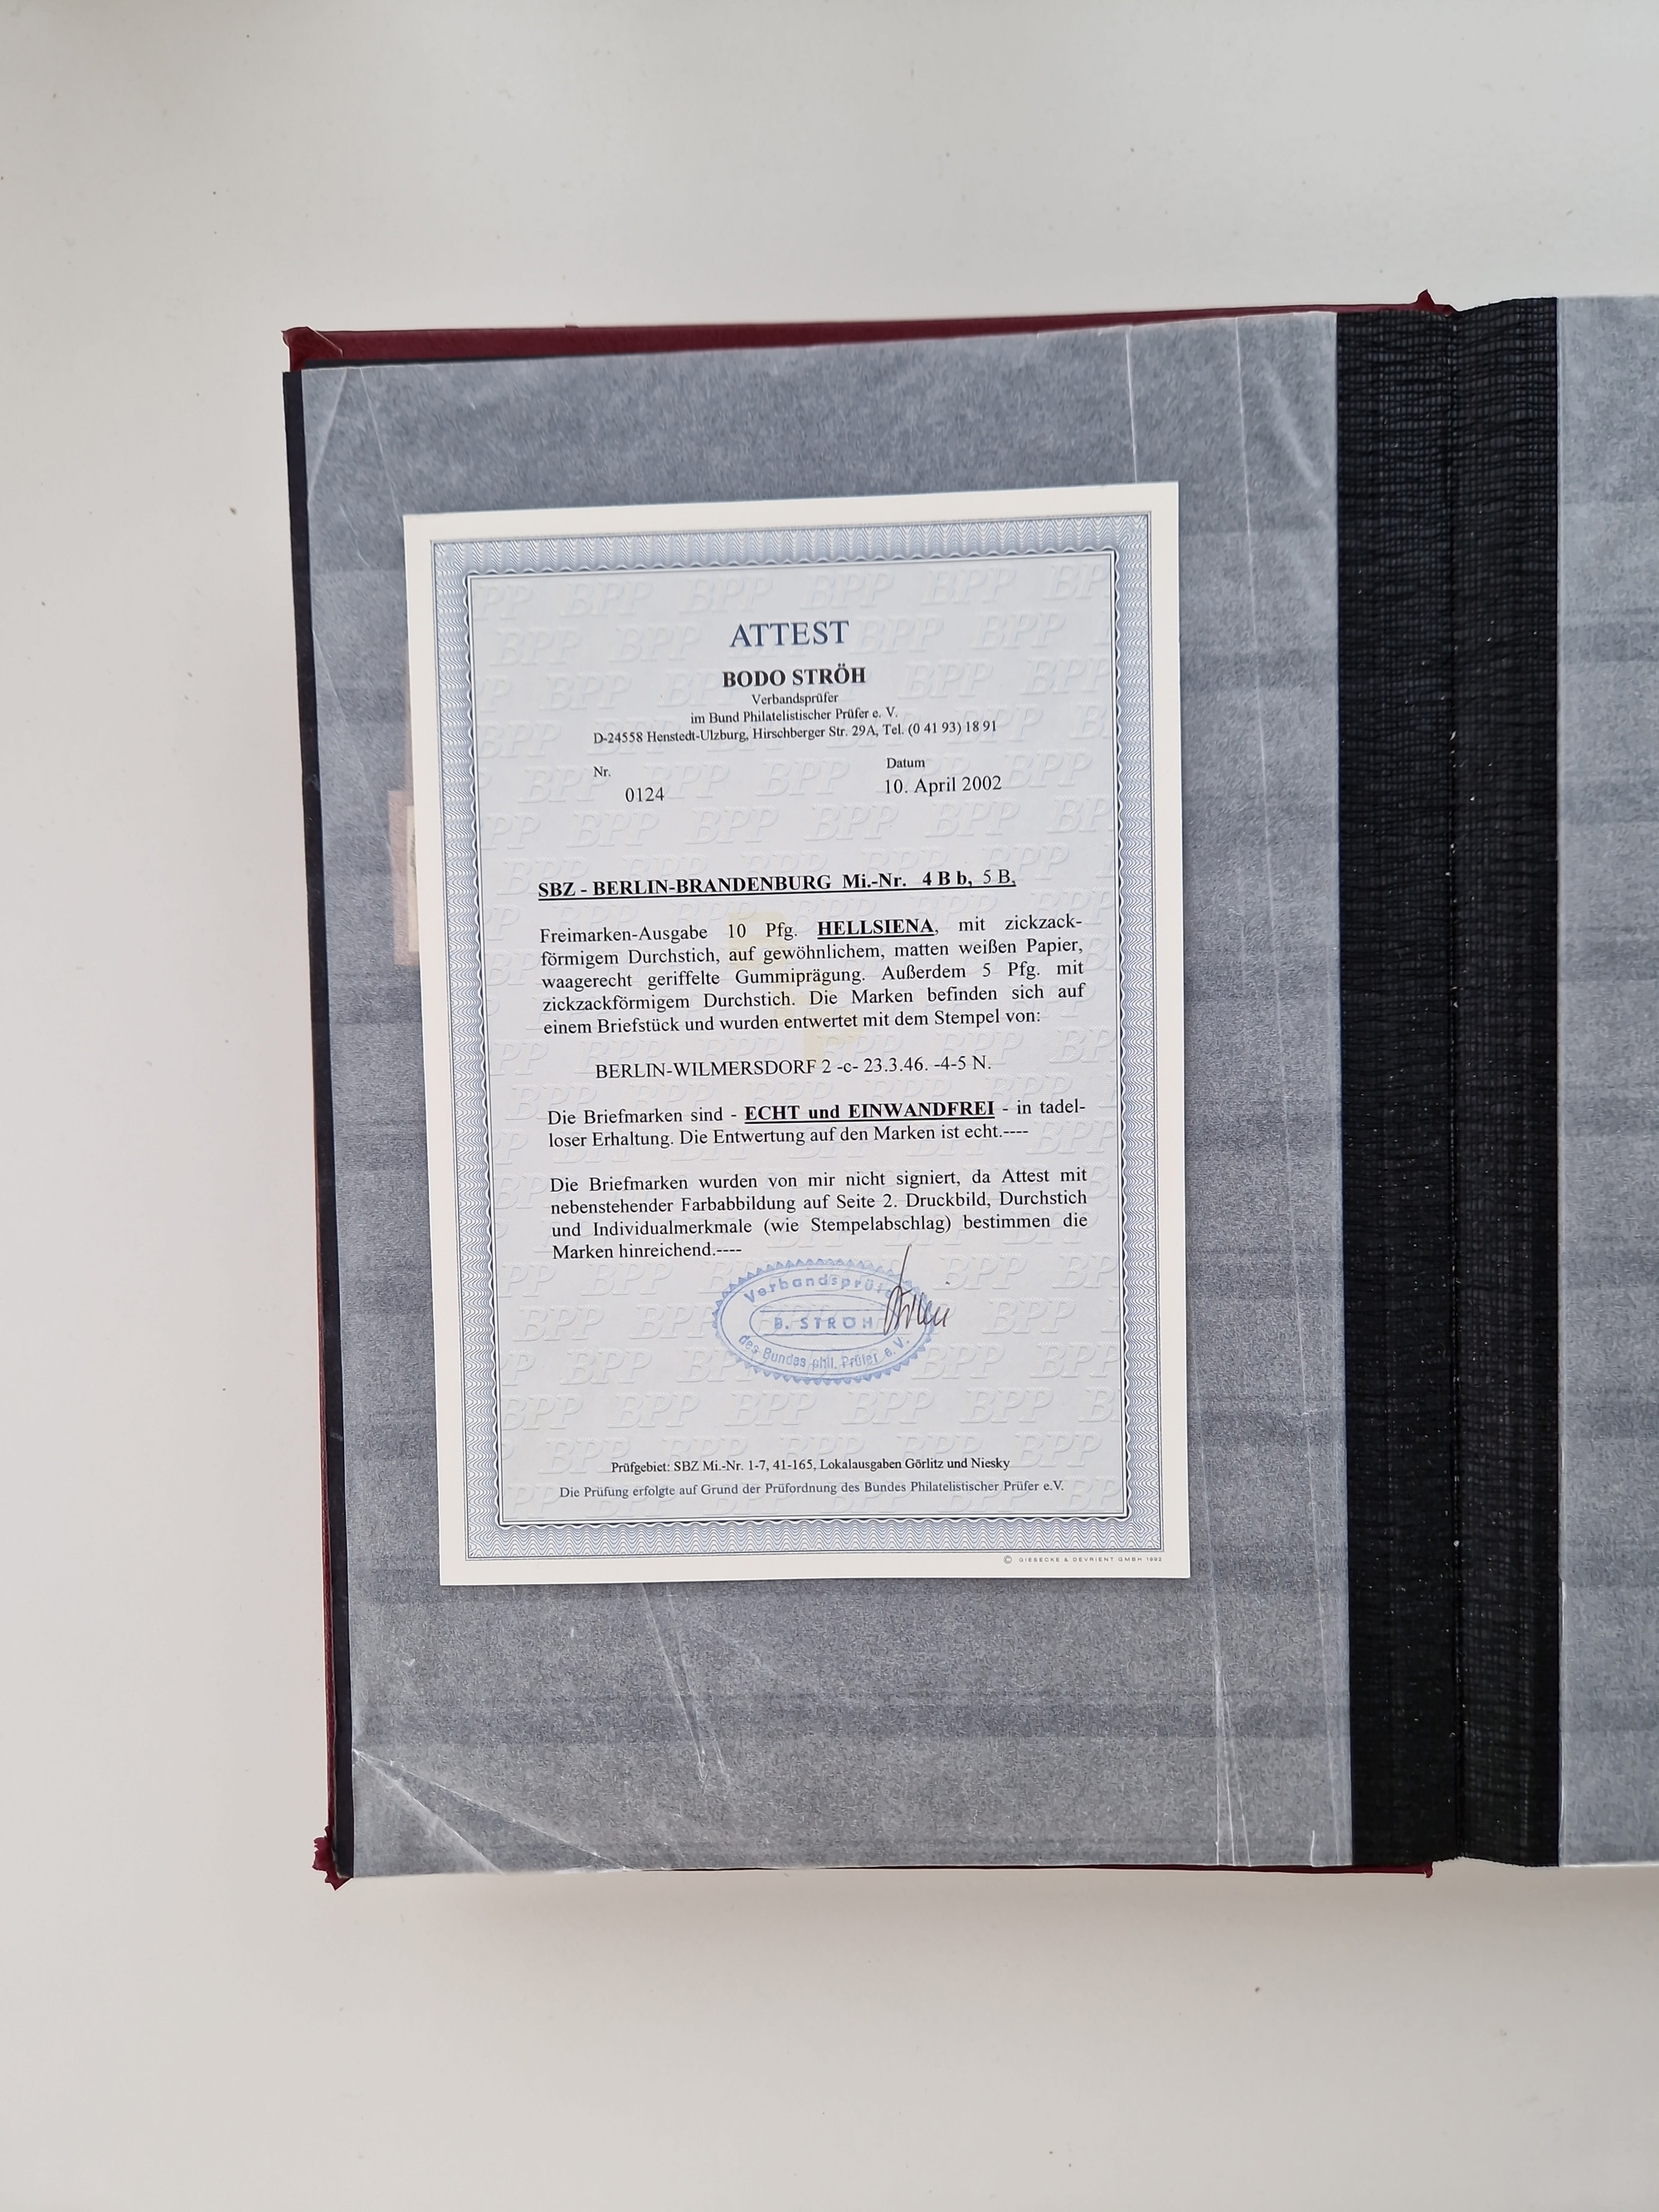 ATTEST
BODO STRÖH
Verbandsprüfer
im Bund Philatelistischer Prüfer e. V.
D-24558 Henstedt-Ulzburg, Hirschberger Str. 29A, Tel. (0 41 93) 18 91
Nr. Datum
0124 10. April 2002
SBZ - BERLIN-BRANDENBURG Mi.-Nr. 4 B b, 5 B,
Freimarken-Ausgabe 10 Pfg. HELLSIENA, mit zickzack-
förmigem Durchstich, auf gewöhnlichem, matten weißen Papier,
waagerecht geriffelte Gummiprägung. Außerdem 5 Pfg. mit
zickzackförmigem Durchstich. Die Marken befinden sich auf
einem Briefstück und wurden entwertet mit dem Stempel von:
BERLIN-WILMERSDORF 2 -c- 23.3.46. -4-5 N.
Die Briefmarken sind - ECHT und EINWANDFREI - in tadel-
loser Erhaltung. Die Entwertung auf den Marken ist echt.----
Die Briefmarken wurden von mir nicht signiert, da Attest mit
nebenstehender Farbabbildung auf Seite 2. Druckbild, Durchstich
und Individualmerkmale (wie Stempelabschlag) bestimmen die
Marken hinreichend.----
Verbandsprüfer
B. STRÖH
des Bundes phil. Prüfer e. V.
Prüfgebiet: SBZ Mi.-Nr. 1-7, 41-165, Lokalausgaben Görlitz und Niesky
Die Prüfung erfolgte auf Grund der Prüfordnung des Bundes Philatelistischer Prüfer e.V.
© GIESECKE & DEVRIENT GMBH 1992